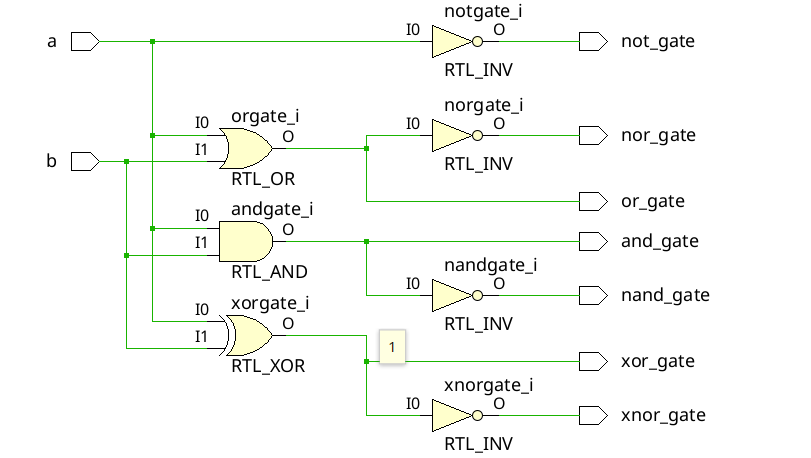 notgate_i
a
I0
O
not_gate
RTL_INV
norgate_i
orgate_i
I0
O
I0
O
nor_gate
b
I1
RTL_INV
RTL_OR
or_gate
andgate_i
I0
O
I1
and_gate
nandgate_i
RTL_AND
I0
O
nand_gate
xorgate_i
I0
O
RTL_INV
I1
1
xor_gate
RTL_XOR
xnorgate_i
I0
O
xnor_gate
RTL_INV